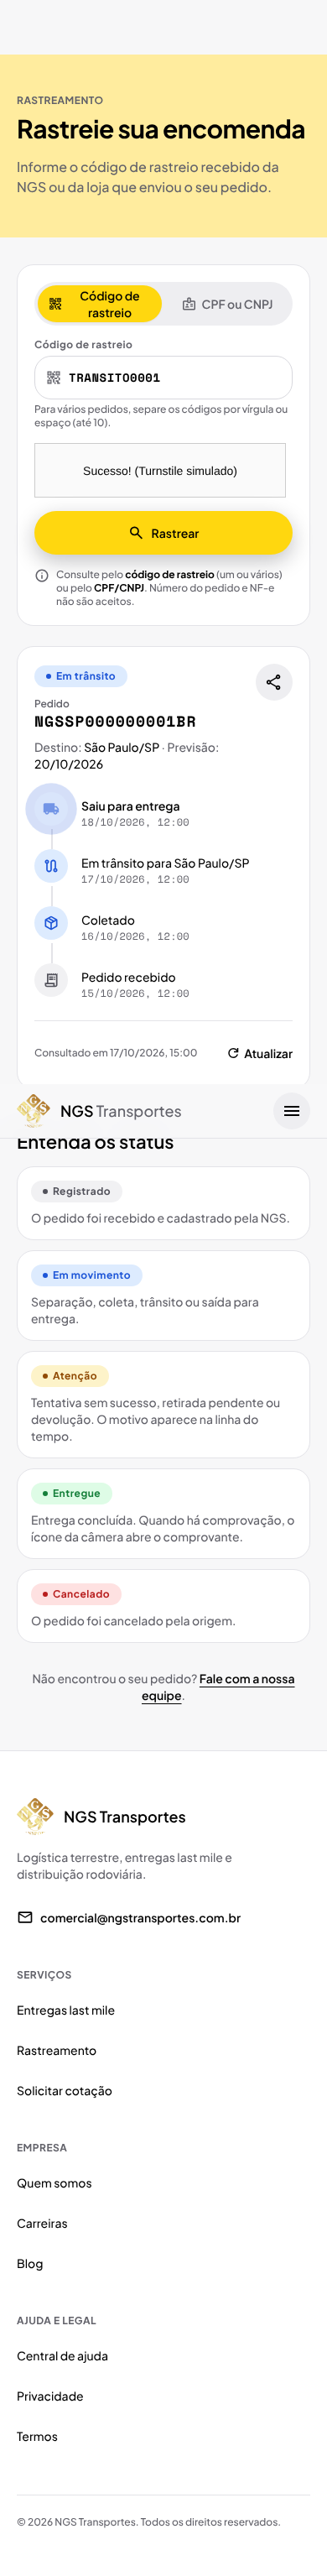 RASTREAMENTO
Rastreie sua encomenda
Informe o código de rastreio recebido da
NGS ou da loja que enviou o seu pedido.
Código de
rastreio
CPF ou CNPJ
Código de rastreio
TRANSITO0001
Para vários pedidos, separe os códigos por vírgula ou
espaço (até 10).
Sucesso! (Turnstile simulado)
Rastrear
Consulte pelo código de rastreio (um ou vários)
ou pelo CPF/CNPJ. Número do pedido e NF-e
não são aceitos.
Em trânsito
Pedido
NGSSP000000001BR
Destino: São Paulo/SP · Previsão:
20/10/2026
Saiu para entrega
18/10/2026, 12:00
Em trânsito para São Paulo/SP
17/10/2026, 12:00
Coletado
16/10/2026, 12:00
Pedido recebido
15/10/2026, 12:00
Consultado em 17/10/2026, 15:00
Atualizar
NGS Transportes
Entenda os status
Registrado
O pedido foi recebido e cadastrado pela NGS.
Em movimento
Separação, coleta, trânsito ou saída para
entrega.
Atenção
Tentativa sem sucesso, retirada pendente ou
devolução. O motivo aparece na linha do
tempo.
Entregue
Entrega concluída. Quando há comprovação, o
ícone da câmera abre o comprovante.
Cancelado
O pedido foi cancelado pela origem.
Não encontrou o seu pedido? Fale com a nossa
equipe.
NGS Transportes
Logística terrestre, entregas last mile e
distribuição rodoviária.
comercial@ngstransportes.com.br
SERVIÇOS
Entregas last mile
Rastreamento
Solicitar cotação
EMPRESA
Quem somos
Carreiras
Blog
AJUDA E LEGAL
Central de ajuda
Privacidade
Termos
© 2026 NGS Transportes. Todos os direitos reservados.